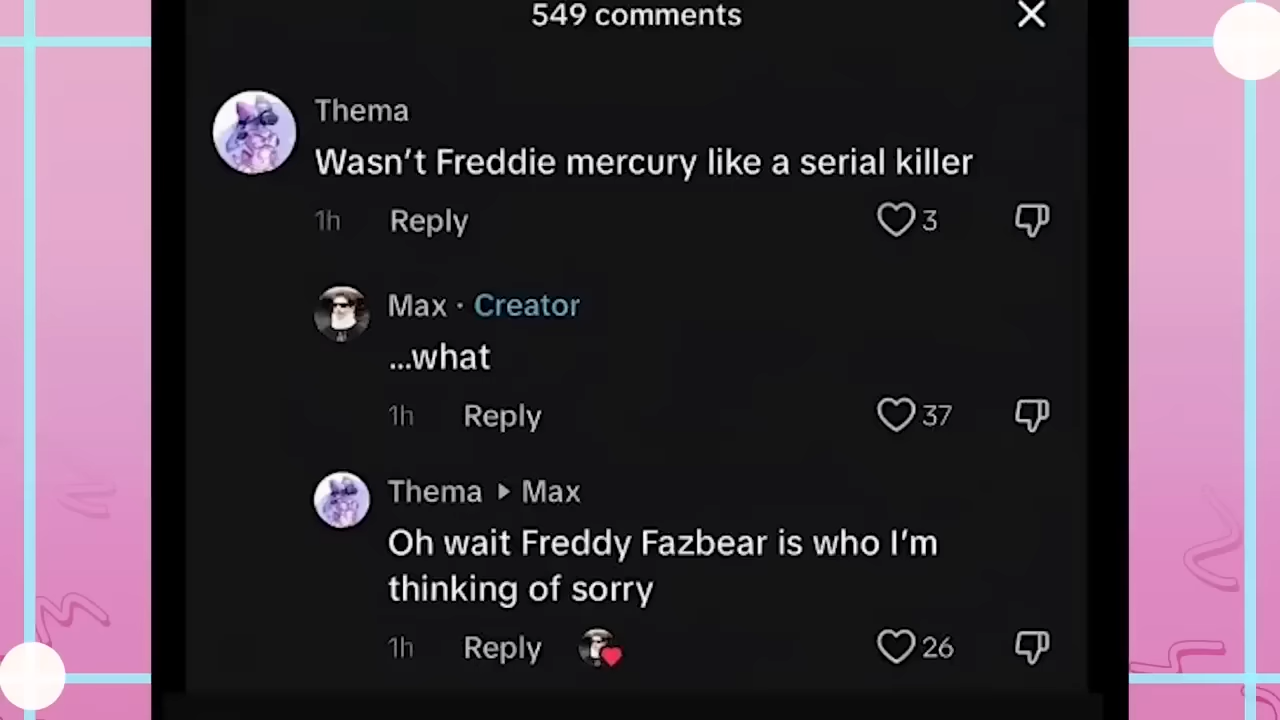 549 comments
Thema
Wasn’t Freddie mercury like a serial killer
1h Reply 3
Max · Creator
...what
1h Reply 37
Thema ▸ Max
Oh wait Freddy Fazbear is who I’m
thinking of sorry
1h Reply 26